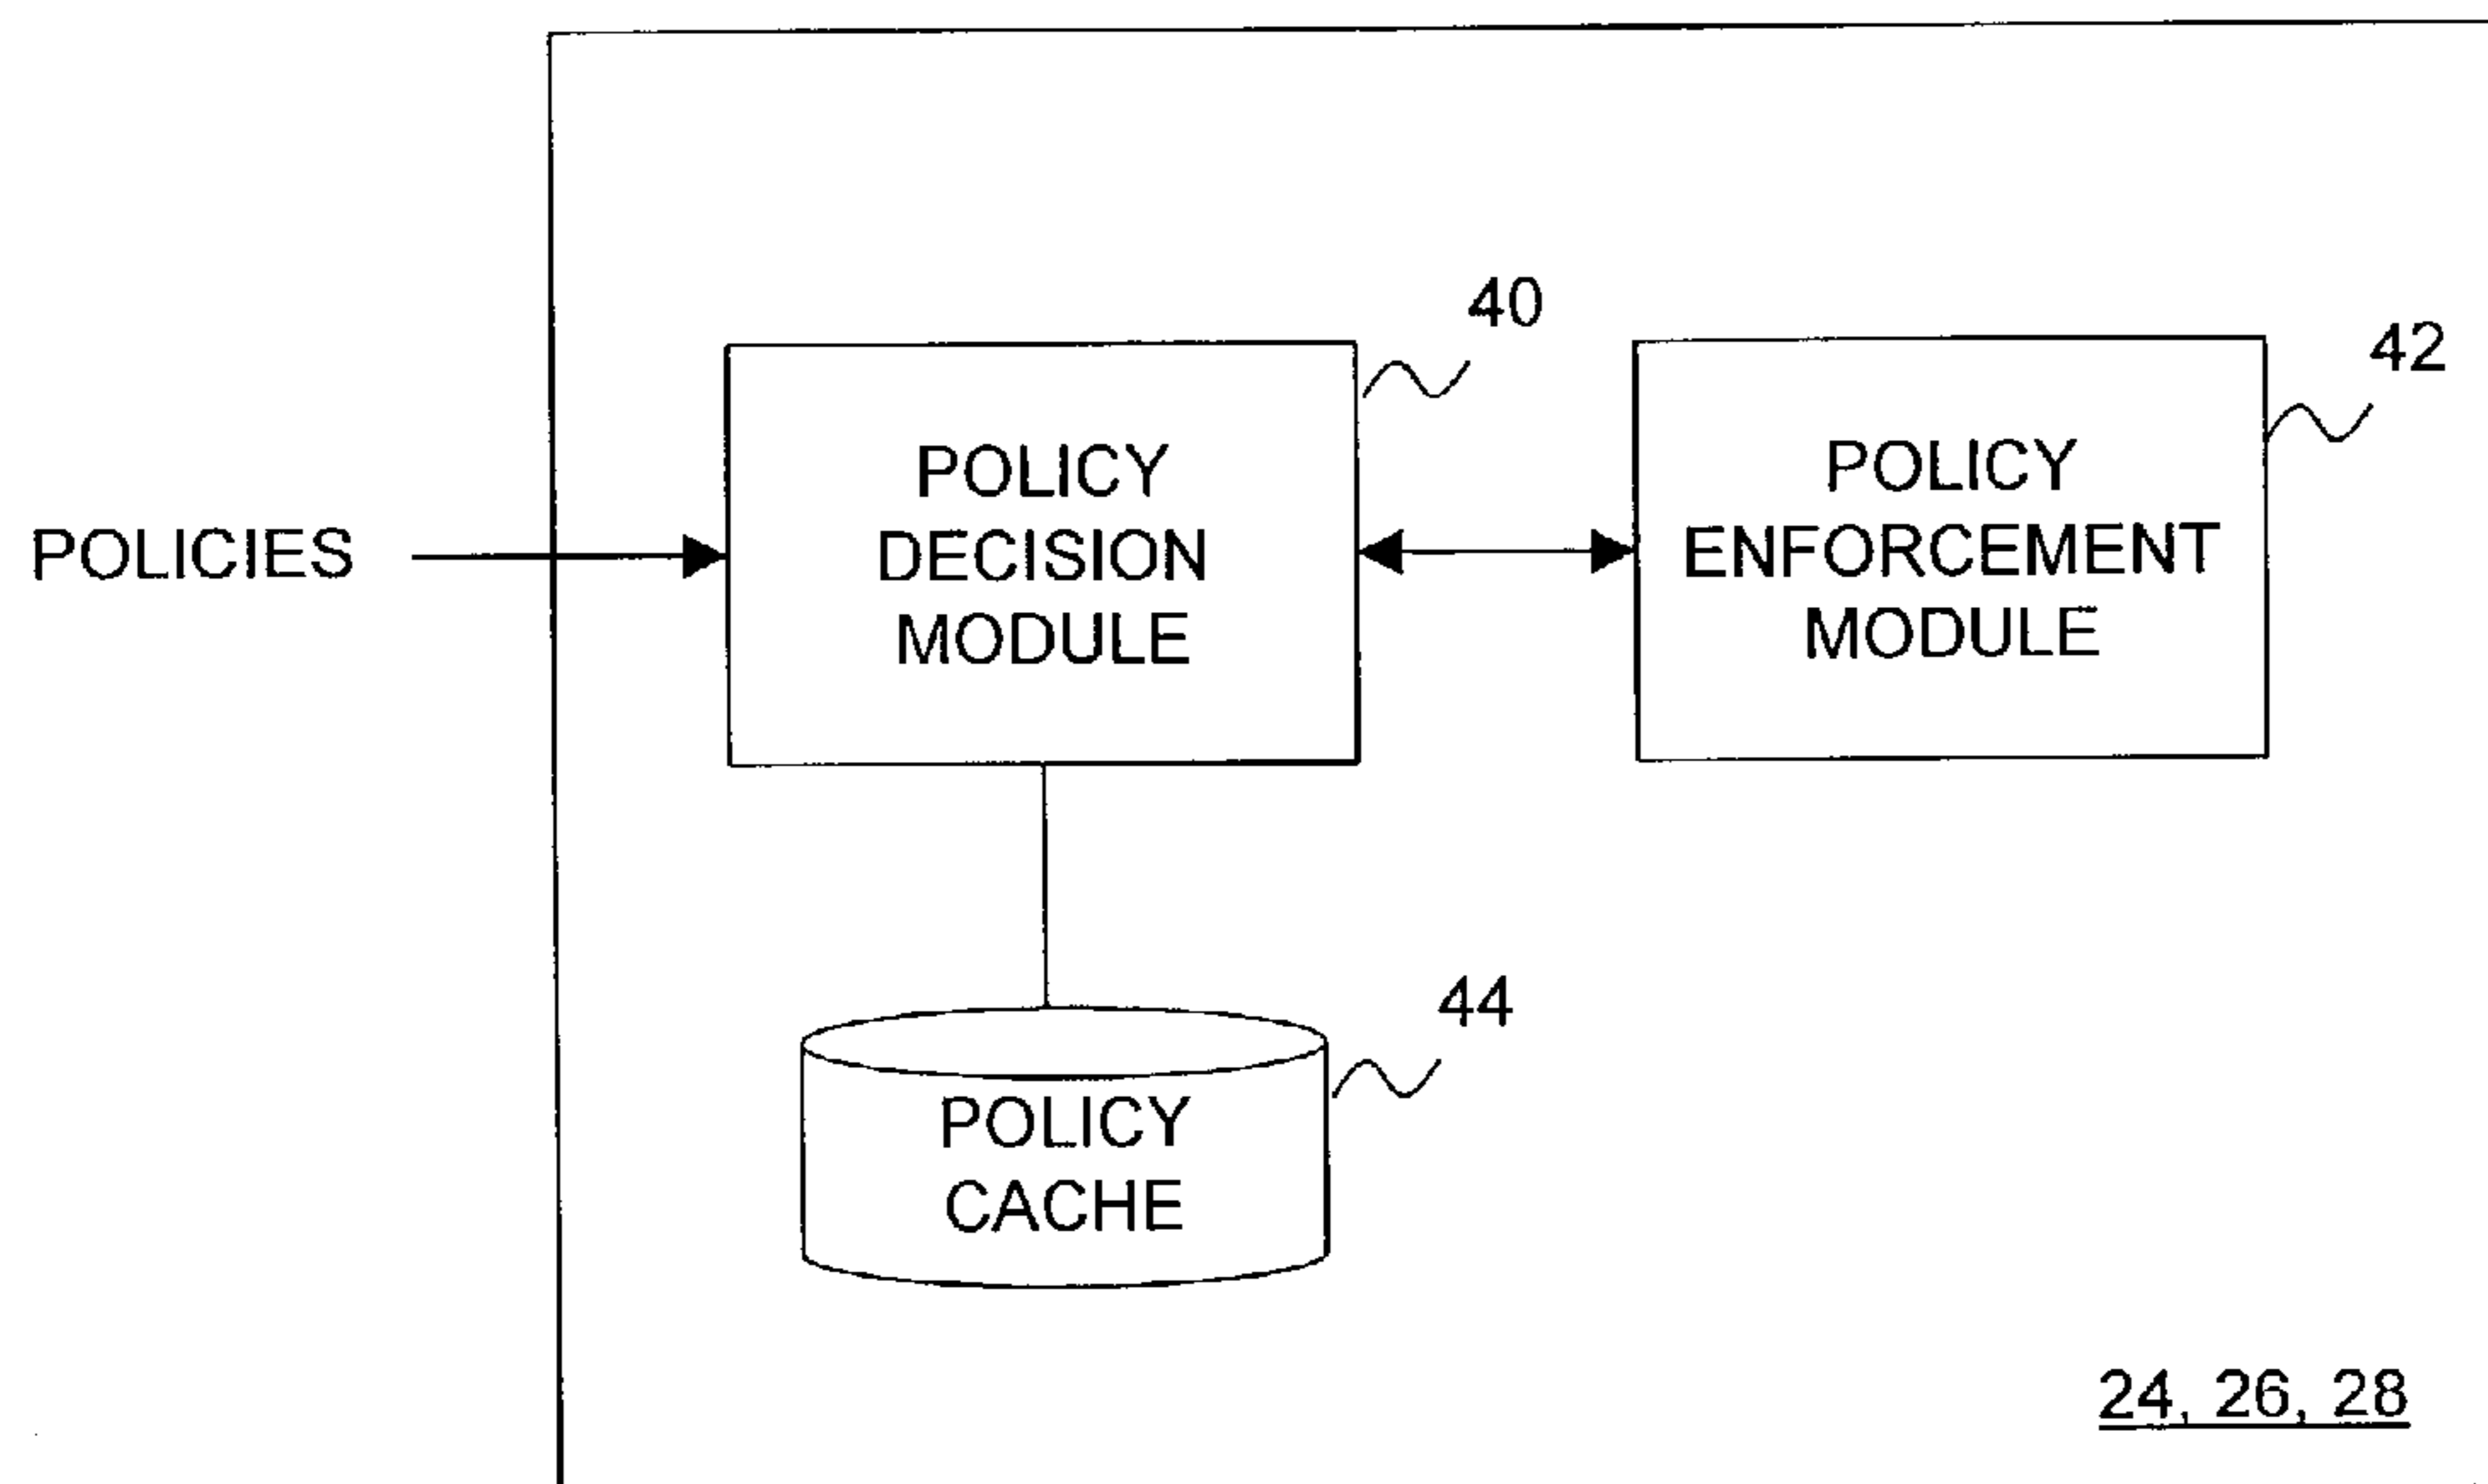 40
42
POLICY
DECISION
MODULE
POLICY
ENFORCEMENT
MODULE
POLICIES
44
POLICY
CACHE
24, 26, 28